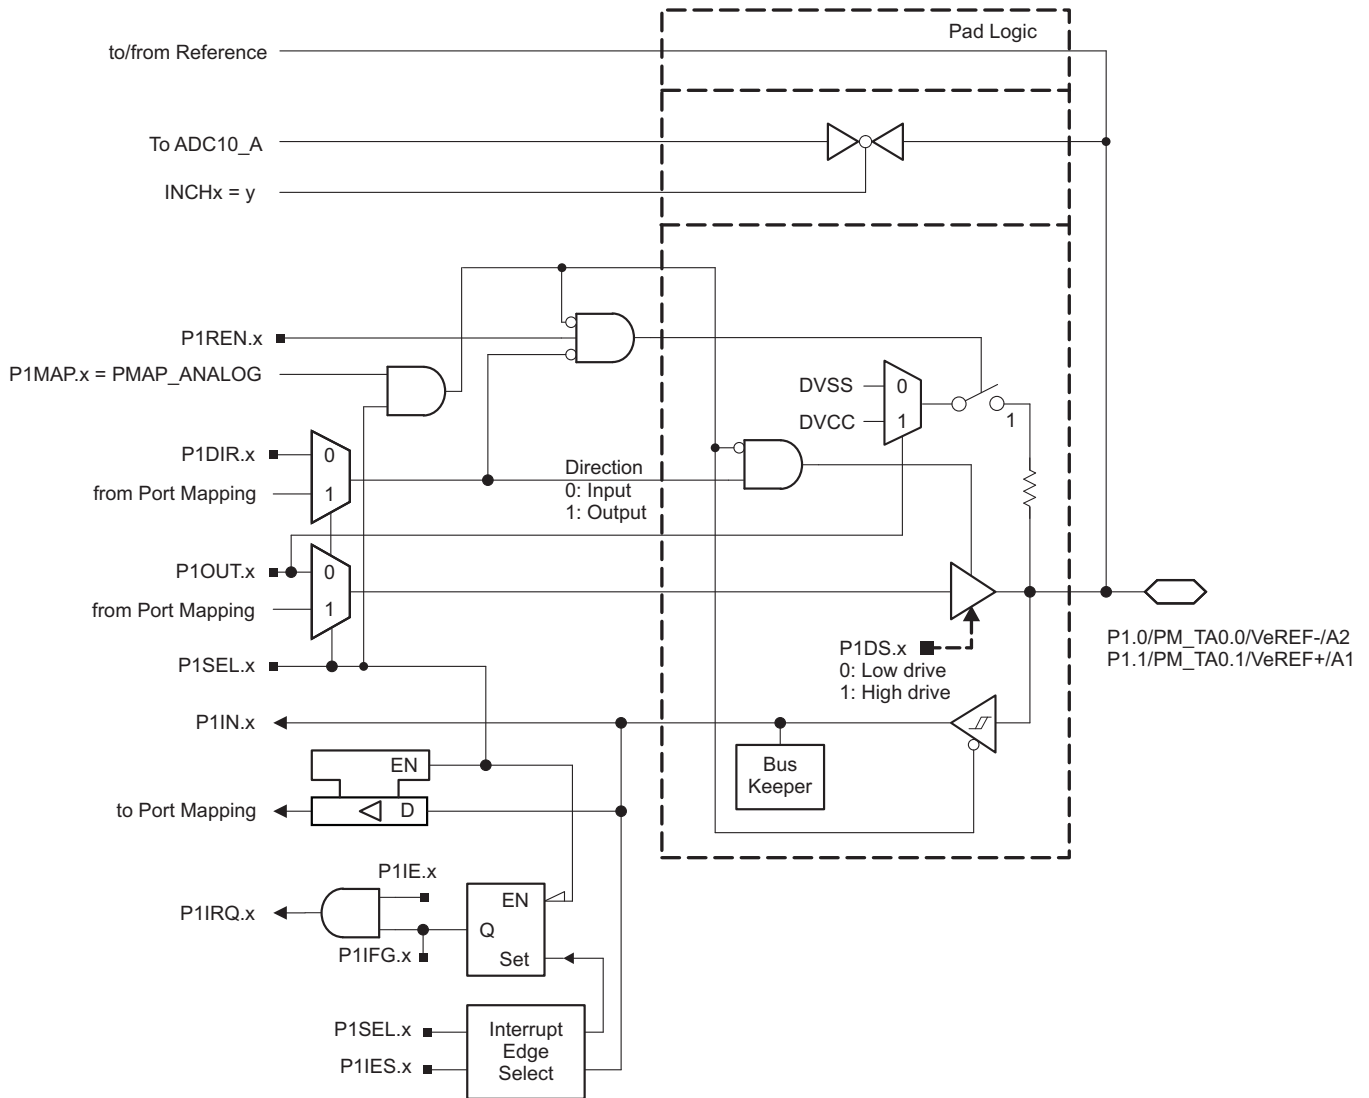 Pad Logic
to/from Reference
To ADC10_A
INCHx = y
P1REN.x
P1MAP.x = PMAP_ANALOG
DVSS
0
DVCC
1
1
P1DIR.x
0
from Port Mapping
1
Direction
0: Input
1: Output
P1OUT.x
0
from Port Mapping
1
P1.0/PM_TA0.0/VeREF-/A2
P1.1/PM_TA0.1/VeREF+/A1
P1SEL.x
P1DS.x
0: Low drive
1: High drive
P1IN.x
EN
Bus
Keeper
to Port Mapping
D
P1IE.x
P1IRQ.x
EN
Q
P1IFG.x
Set
P1SEL.x
P1IES.x
Interrupt
Edge
Select